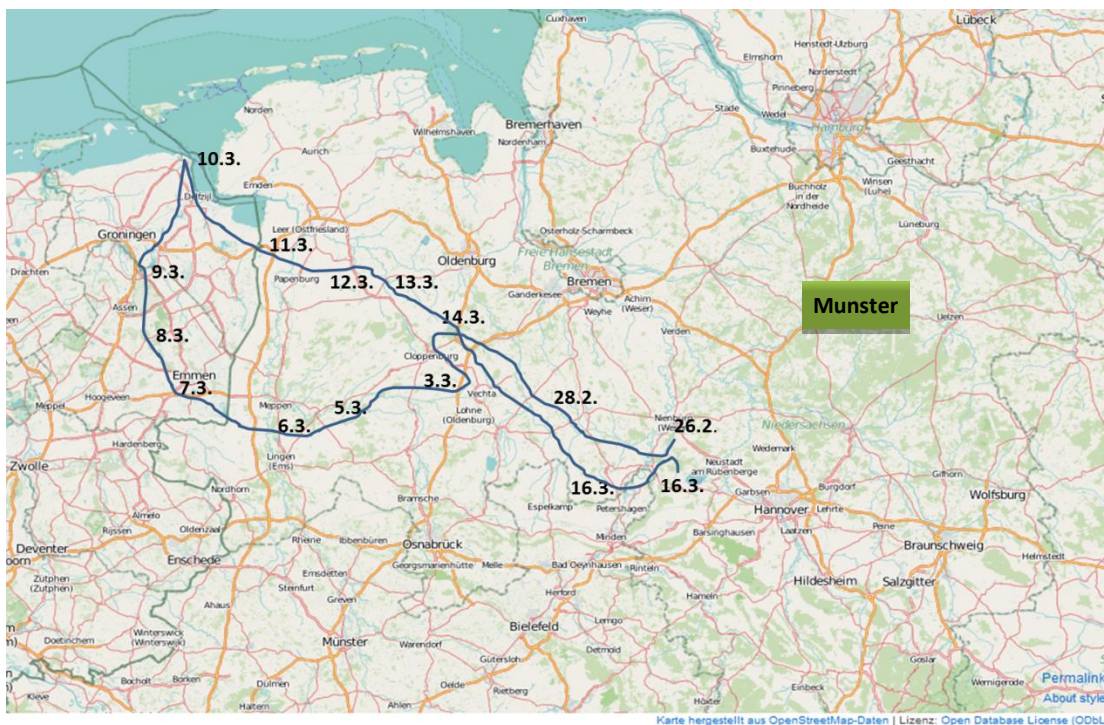 Cuxhaven
Lübeck
Henstedt-Ulzburg
Elmshorn
Norderstedt
Pinneberg
Norden
Stade
Wedel
Hamburg
Wilhelmshaven
Bremerhaven
Nordenham
Aurich
Buxtehude
Geesthacht
10.3.
Emden
Winsen
(Luhe)
Buchholz
in der
Nordheide
Delfzijl
Lüneburg
Leer (Ostfriesland)
Groningen
Osterholz-Scharmbeck
11.3.
Freie Hansestadt
Bremen
Oldenburg
Drachten
9.3.
Papenburg
12.3.
13.3.
Bremen
Ganderkesee
Achim
(Weser)
Weyhe
Munster
Assen
14.3.
Uelzen
Verden
8.3.
Cloppenburg
Emmen
7.3.
3.3.
Vechta
Hoogeveen
Meppel
Meppen
5.3.
28.2.
Lohne
(Oldenburg)
Nienburg
26.2.
6.3.
Niedersachsen
Hardenberg
Lingen
(Ems)
Wedemark
Zwolle
Neustadt
am Rübenberge
Gifhorn
Nordhorn
16.3.
16.3.
Garbsen
Burgdorf
Wolfsburg
Bramsche
Espelkamp
Petershagen
Hannover
Lehrte
Almelo
Rijssen
Oldenzaal
Laatzen
Peine
Rheine
Ibbenbüren
Osnabrück
Minden
Barsinghausen
Braunschweig
Deventer
Enschede
Georgsmarienhütte
Melle
Bad Oeynhausen
Rinteln
Helmstedt
Emsdetten
Hildesheim
Salzgitter
Zutphen
(Zutphen)
Steinfurt
Herford
Hameln
Ahaus
Greven
Bielefeld
Lemgo
Doetinchem
Winterswijk
(Winterswijk)
Münster
Warendorf
Detmold
Gütersloh
Goslar
Bocholt
Borken
Dülmen
Oelde
Rietberg
Einbeck
Wernigerode
Permalink
Kleve
Haltern
Ahlen
Höxter
About style
Karte hergestellt aus OpenStreetMap-Daten | Lizenz: Open Database License (ODbL